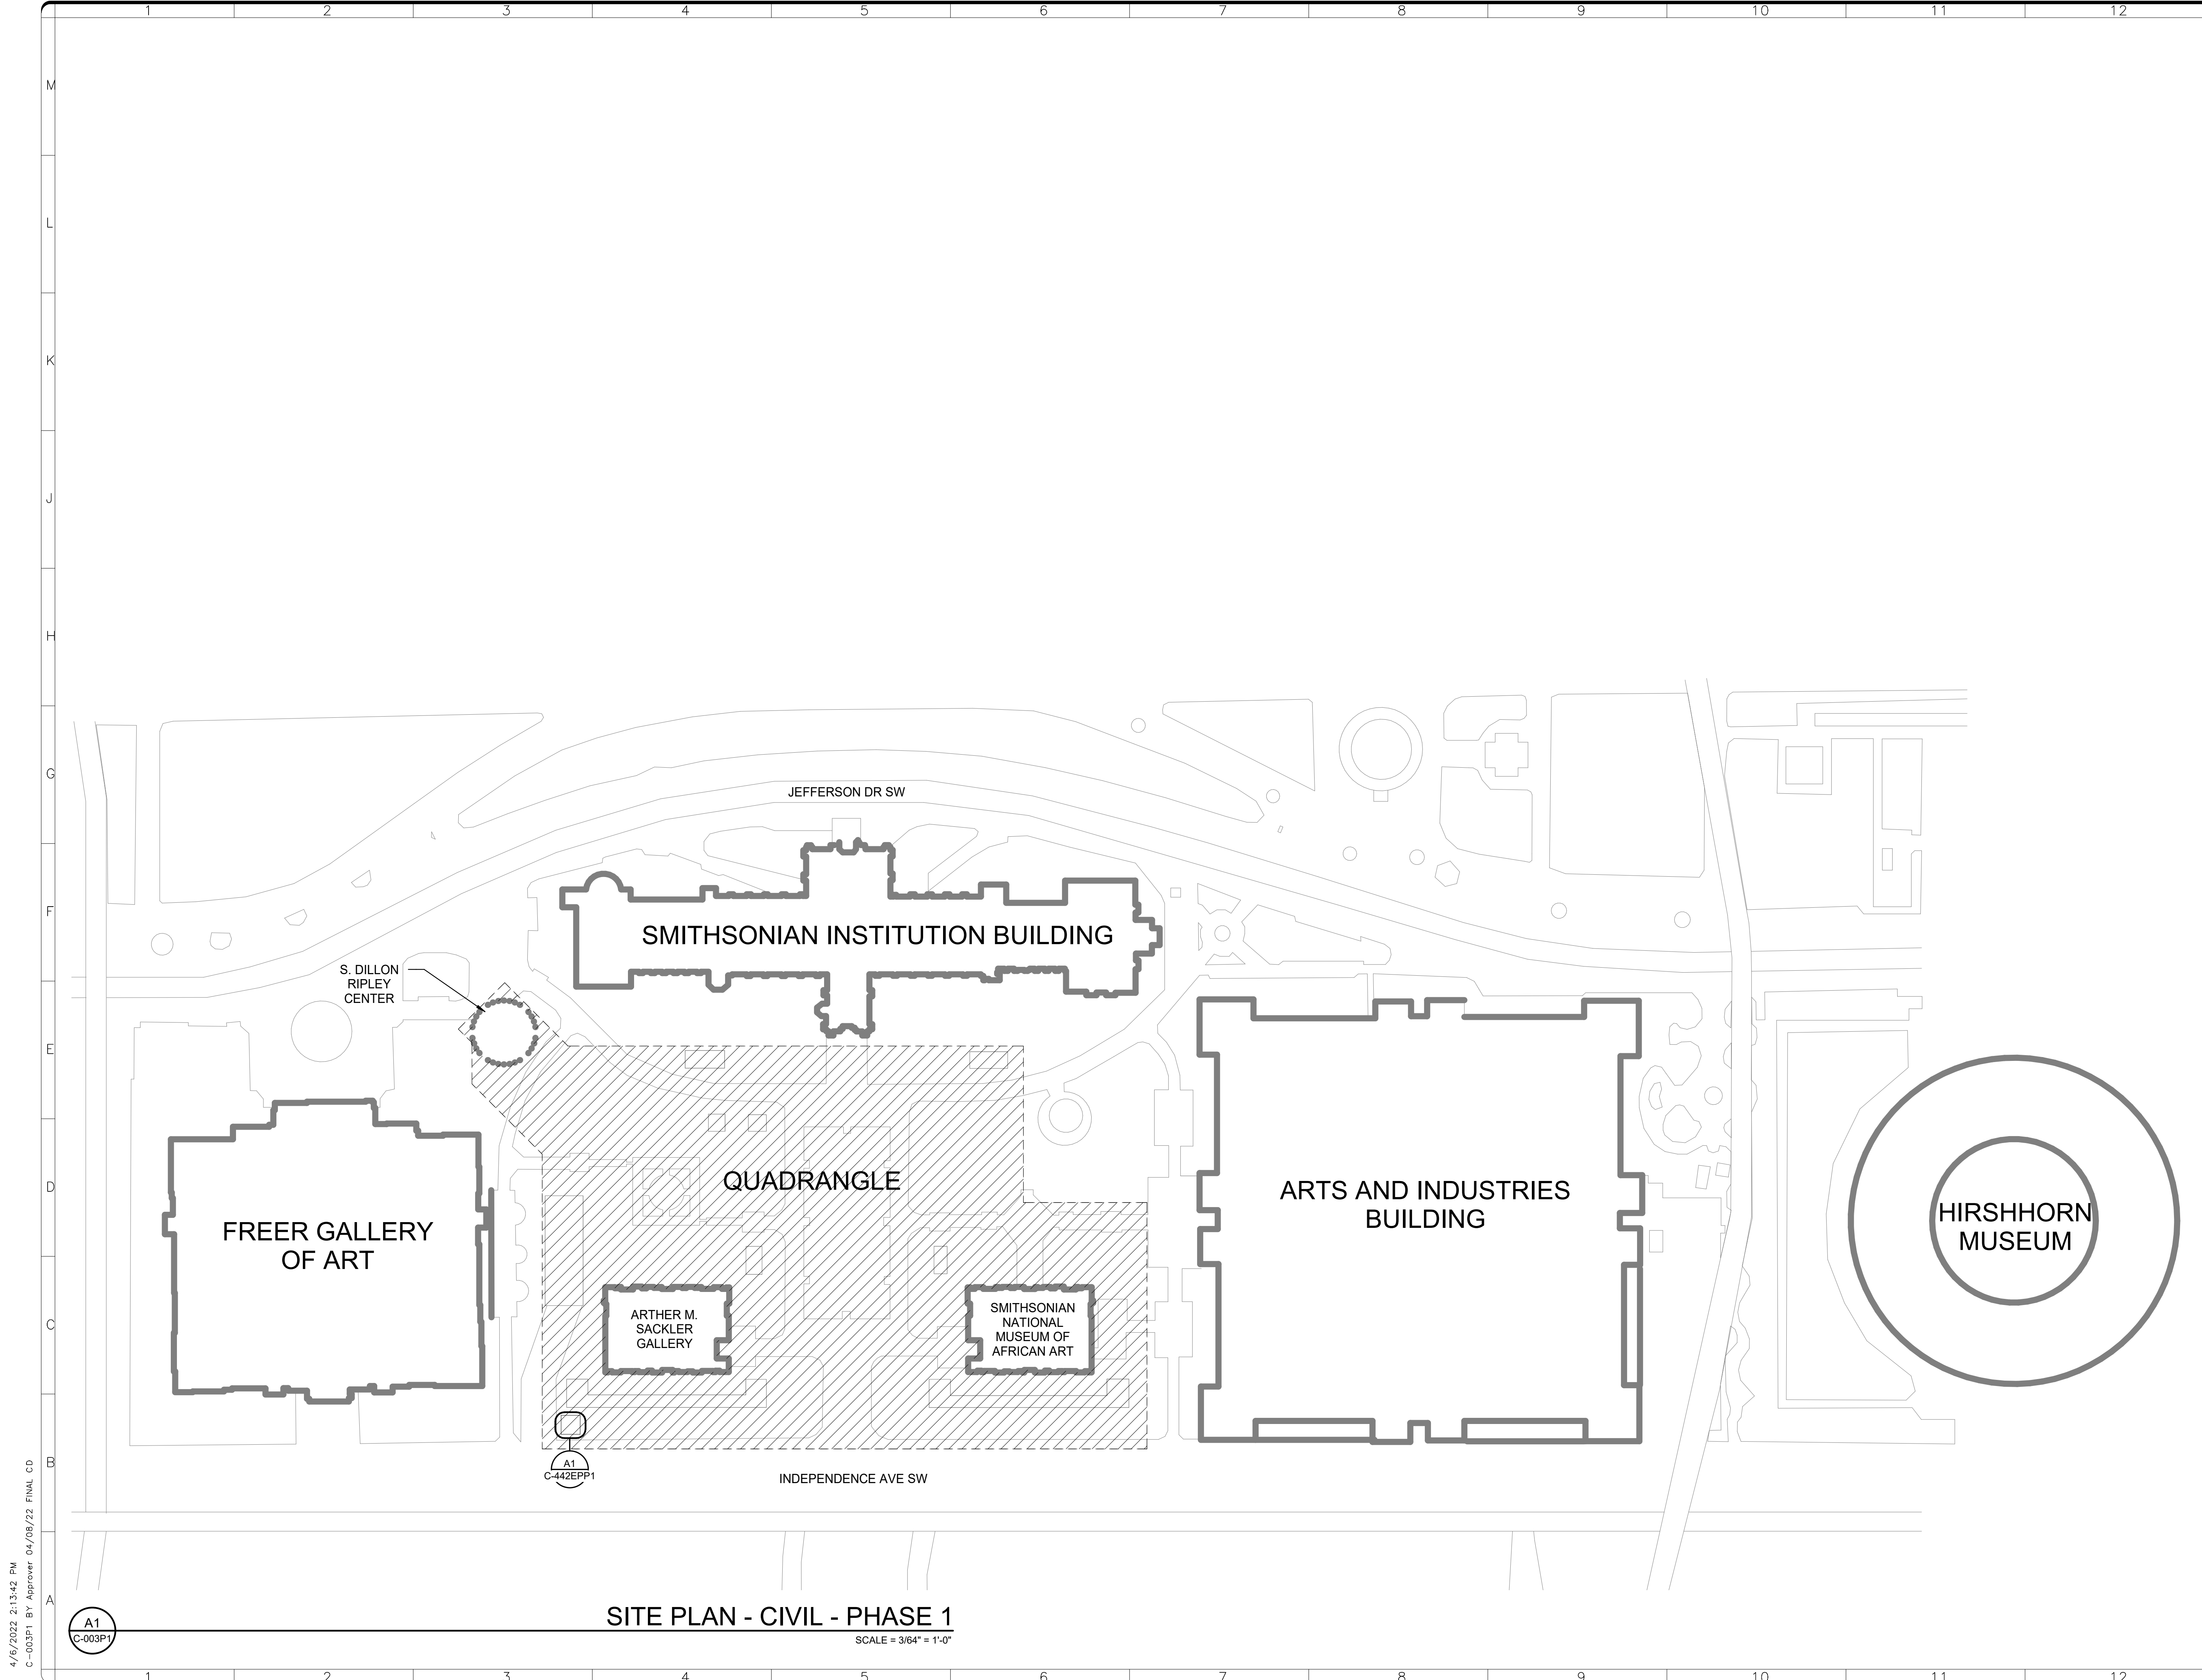 1 2 3 4 5 6 7 8 9 10 11 12
M
L
K
J
H
G
JEFFERSON DR SW
F
SMITHSONIAN INSTITUTION BUILDING
S. DILLON
RIPLEY
CENTER
E
D
QUADRANGLE
FREER GALLERY
OF ART
ARTS AND INDUSTRIES
BUILDING
HIRSHHORN
MUSEUM
C
ARTHER M.
SACKLER
GALLERY
SMITHSONIAN
NATIONAL
MUSEUM OF
AFRICAN ART
B
A1
C-442EPP1
INDEPENDENCE AVE SW
A
A1
C-003P1
SITE PLAN - CIVIL - PHASE 1
SCALE = 3/64" = 1'-0"
1 2 3 4 5 6 7 8 9 10 11 12
4/6/2022 2:13:42 PM
C-003P1 BY Approver 04/08/22 FINAL CD